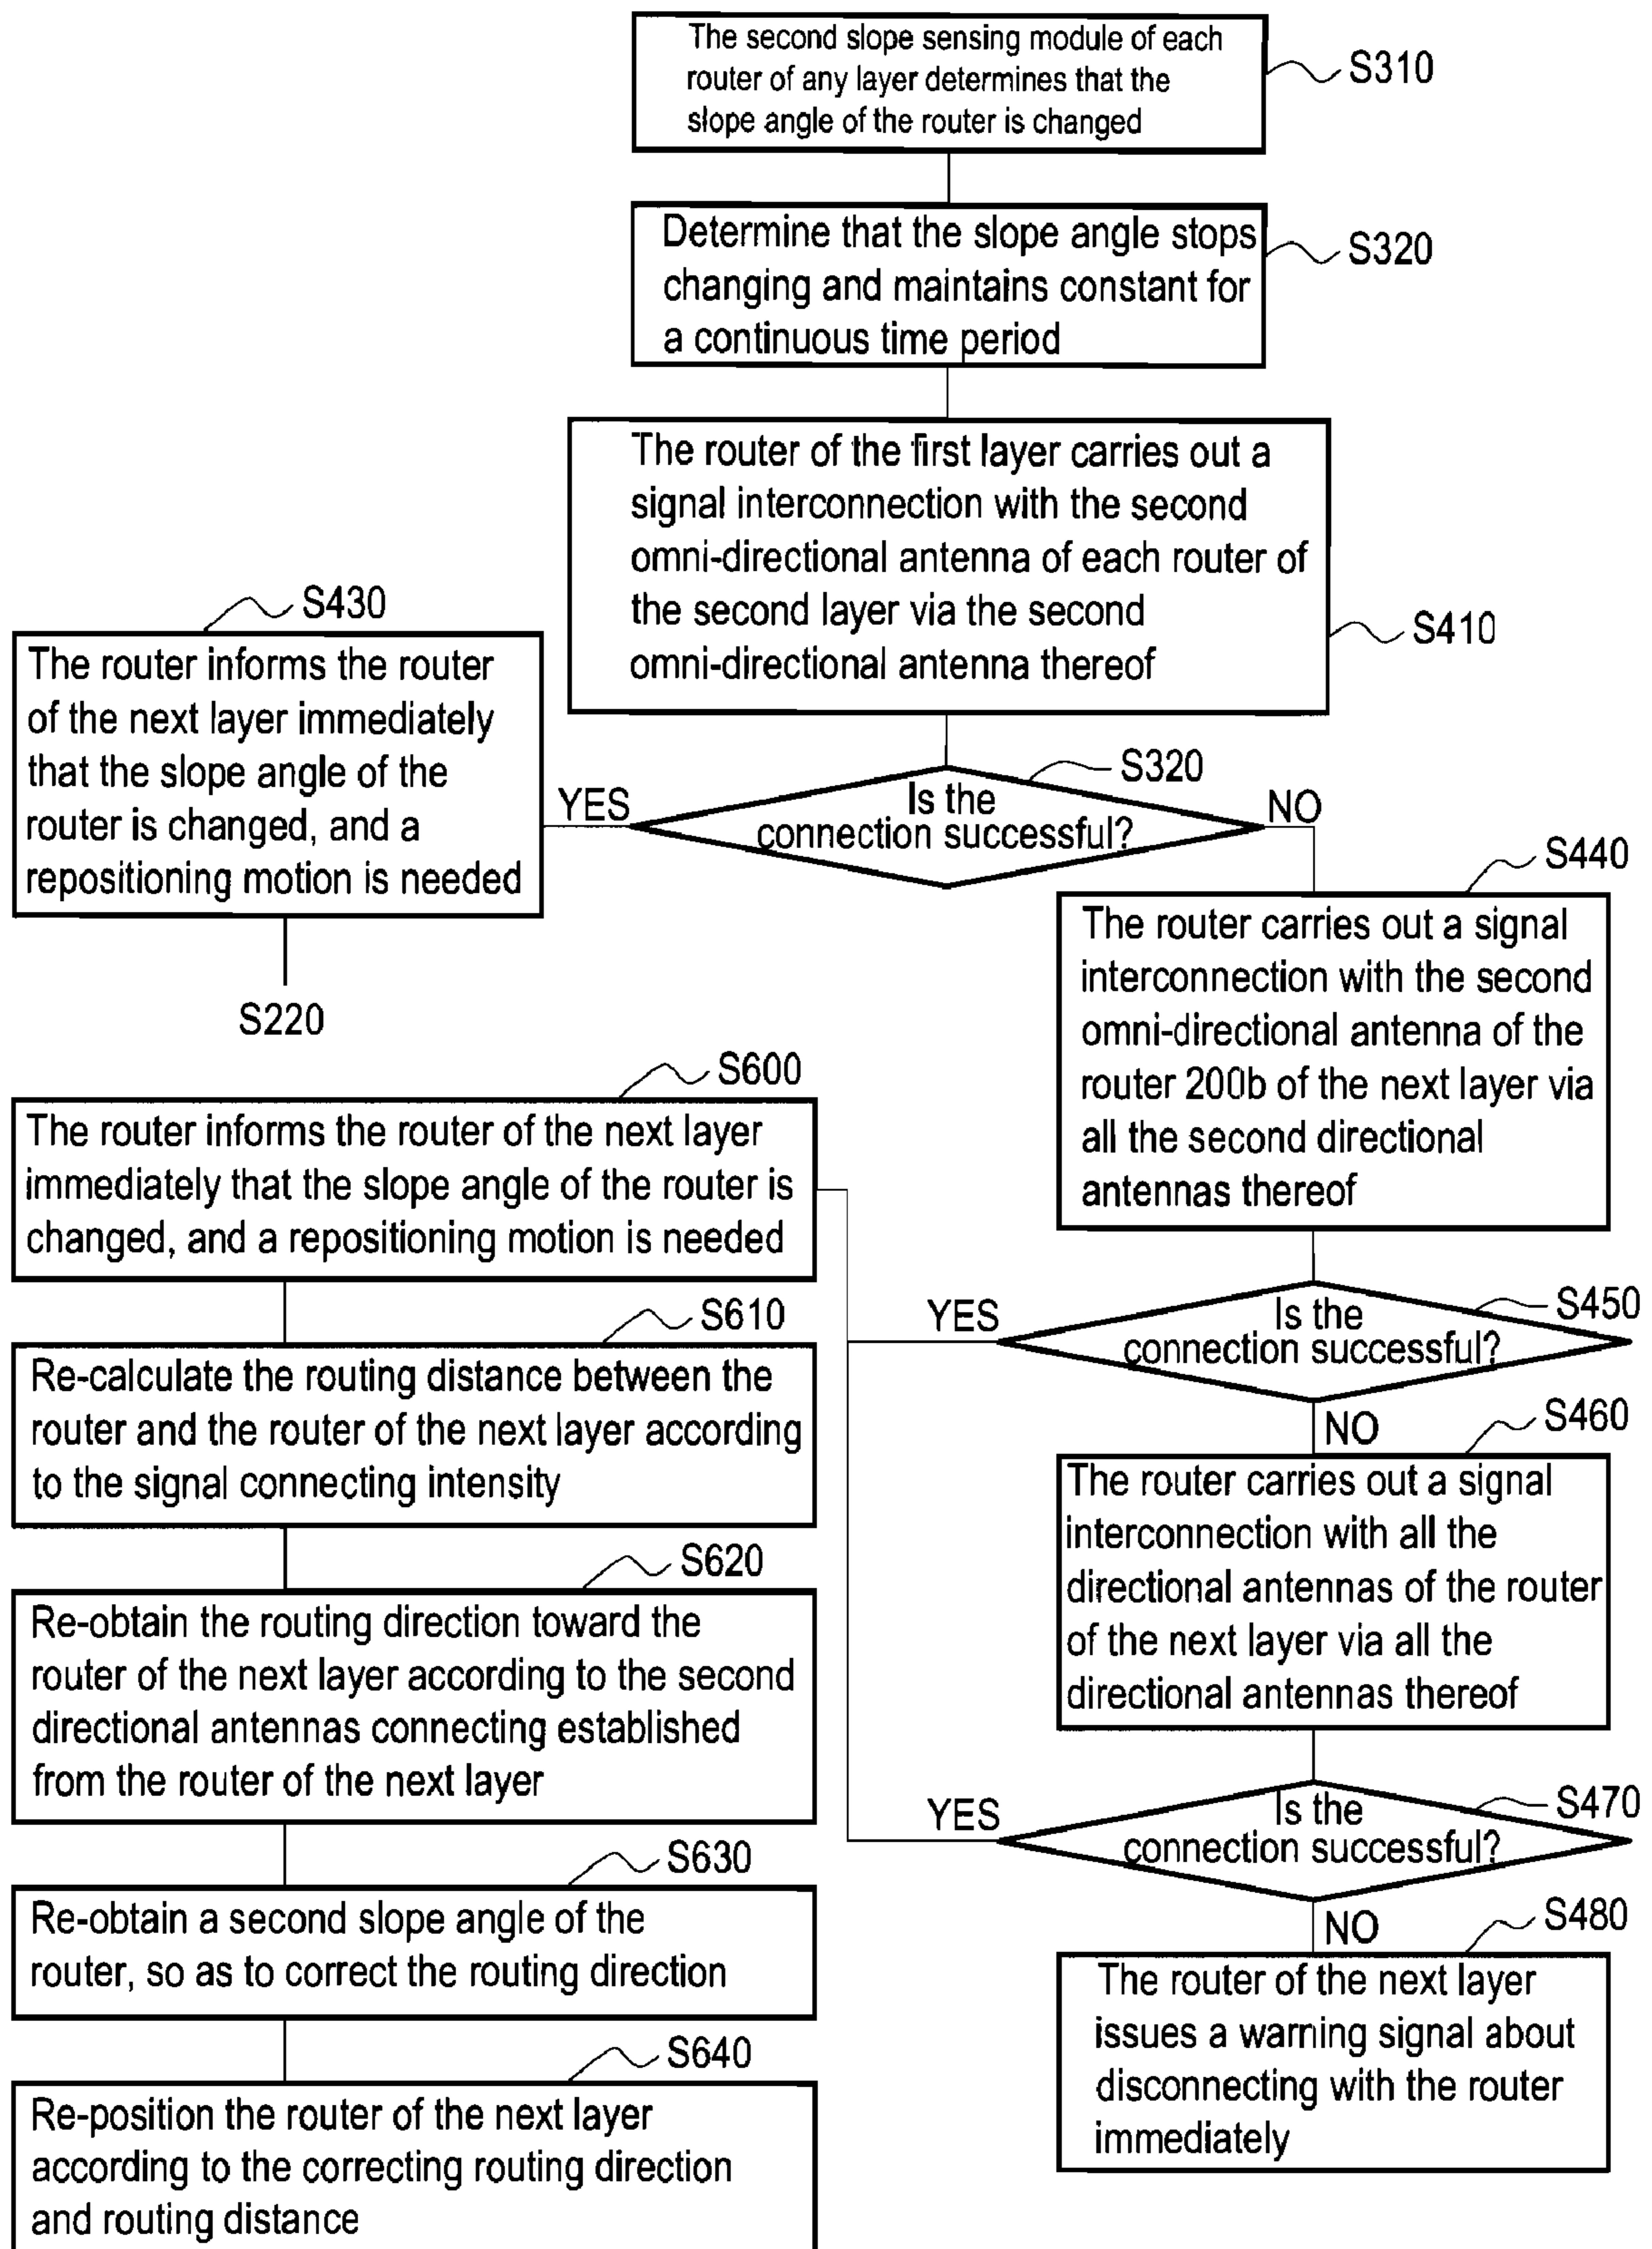 The second slope sensing module of each
router of any layer determines that the
slope angle of the router is changed
S310
Determine that the slope angle stops
changing and maintains constant for
a continuous time period
S320
The router of the first layer carries out a
signal interconnection with the second
omni-directional antenna of each router of
the second layer via the second
omni-directional antenna thereof
S410
S320
Is the
connection successful?
YES
NO
S430
The router informs the router
of the next layer immediately
that the slope angle of the
router is changed, and a
repositioning motion is needed
S220
S440
The router carries out a signal
interconnection with the second
omni-directional antenna of the
router 200b of the next layer via
all the second directional
antennas thereof
S450
Is the
connection successful?
YES
NO
S460
The router carries out a signal
interconnection with all the
directional antennas of the router
of the next layer via all the
directional antennas thereof
S470
Is the
connection successful?
YES
NO
S480
The router of the next layer
issues a warning signal about
disconnecting with the router
immediately
S600
The router informs the router of the next layer
immediately that the slope angle of the router is
changed, and a repositioning motion is needed
S610
Re-calculate the routing distance between the
router and the router of the next layer according
to the signal connecting intensity
S620
Re-obtain the routing direction toward the
router of the next layer according to the second
directional antennas connecting established
from the router of the next layer
S630
Re-obtain a second slope angle of the
router, so as to correct the routing direction
S640
Re-position the router of the next layer
according to the correcting routing direction
and routing distance